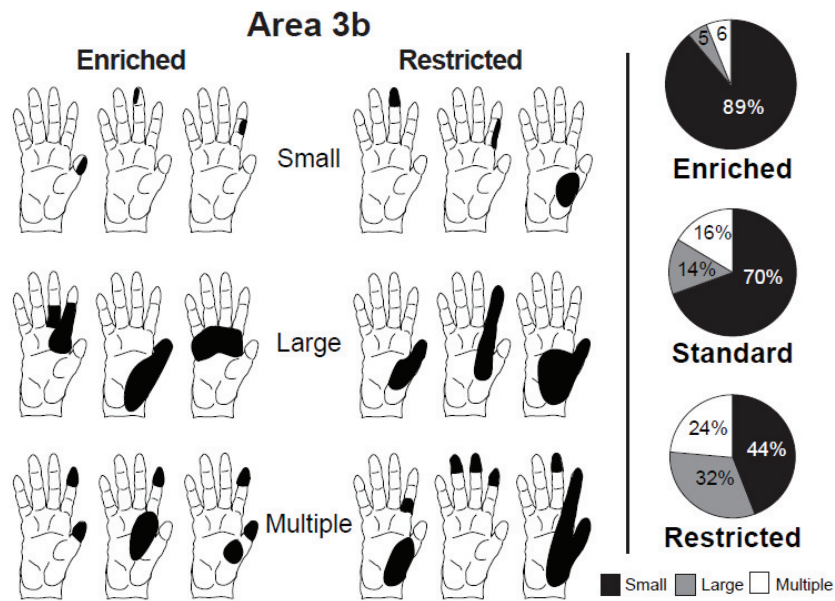 Area 3b
Enriched
Restricted
Small
Large
Multiple
5
6
89%
Enriched
16%
14%
70%
Standard
24%
44%
32%
Restricted
Small Large Multiple